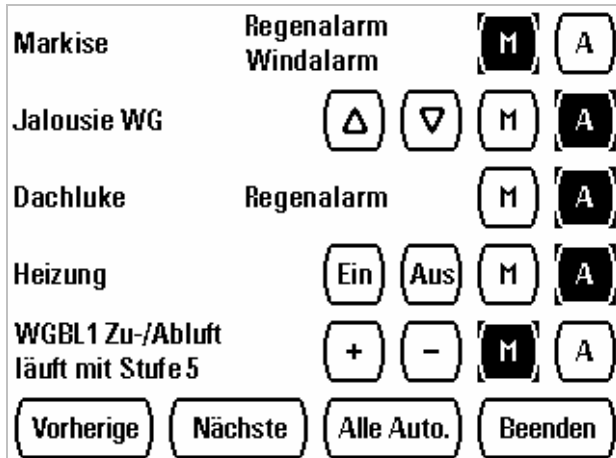 Markise Regenalarm M A
Windalarm
Jalousie WG M A
Dachluke Regenalarm M A
Heizung Ein Aus M A
WGBL1 Zu-/Abluft + - M A
läuft mit Stufe 5
Vorherige Nächste Alle Auto. Beenden